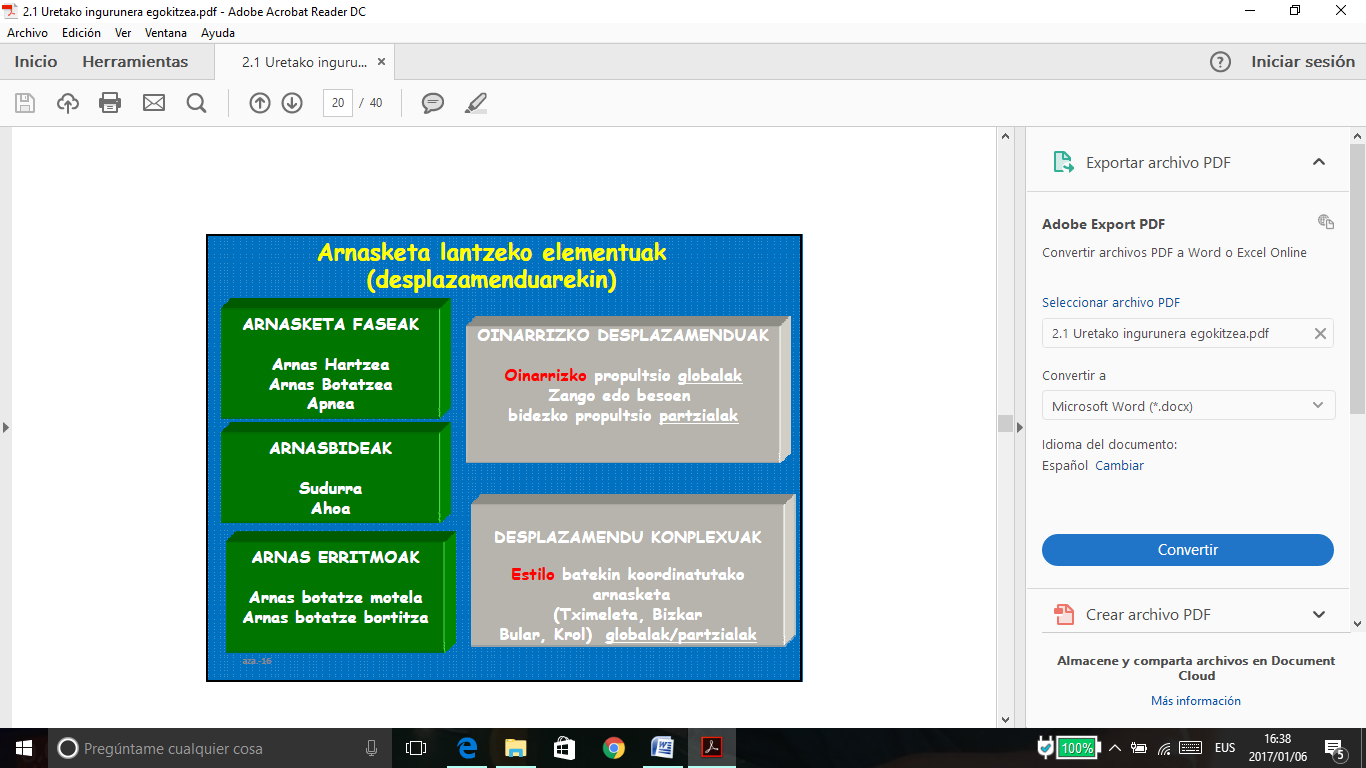 2.1 Uretako ingurunera egokitzea.pdf - Adobe Acrobat Reader DC
Archivo Edición Ver Ventana Ayuda
Inicio Herramientas 2.1 Uretako inguru... × ? Iniciar sesión
20 / 40
Arnasketa lantzeko elementuak
(desplazamenduarekin)
ARNASKETA FASEAK
Arnas Hartzea
Arnas Botatzea
Apnea
ARNASBIDEAK
Sudurra
Ahoa
ARNAS ERRITMOAK
Arnas botatze motela
Arnas botatze bortitza
aza.-16
OINARRIZKO DESPLAZAMENDUAK
Oinarrizko propultsio globalak
Zango edo besoen
bidezko propultsio partzialak
DESPLAZAMENDU KONPLEXUAK
Estilo batekin koordinatutako
arnasketa
(Tximeleta, Bizkar
Bular, Krol) globalak/partzialak
Exportar archivo PDF
Adobe Export PDF
Convertir archivos PDF a Word o Excel Online
Seleccionar archivo PDF
2.1 Uretako ingurunera egokitzea.pdf
Convertir a
Microsoft Word (*.docx)
Idioma del documento:
Español Cambiar
Convertir
Crear archivo PDF
Almacene y comparta archivos en Document
Cloud
Más información
Pregúntame cualquier cosa
100%
EUS
16:38
2017/01/06
5